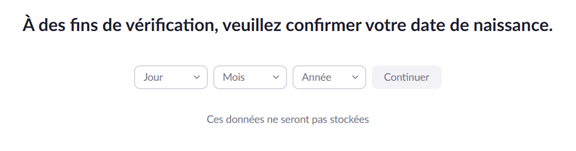 À des fins de vérification, veuillez confirmer votre date de naissance.
Jour Mois Année Continuer
Ces données ne seront pas stockées